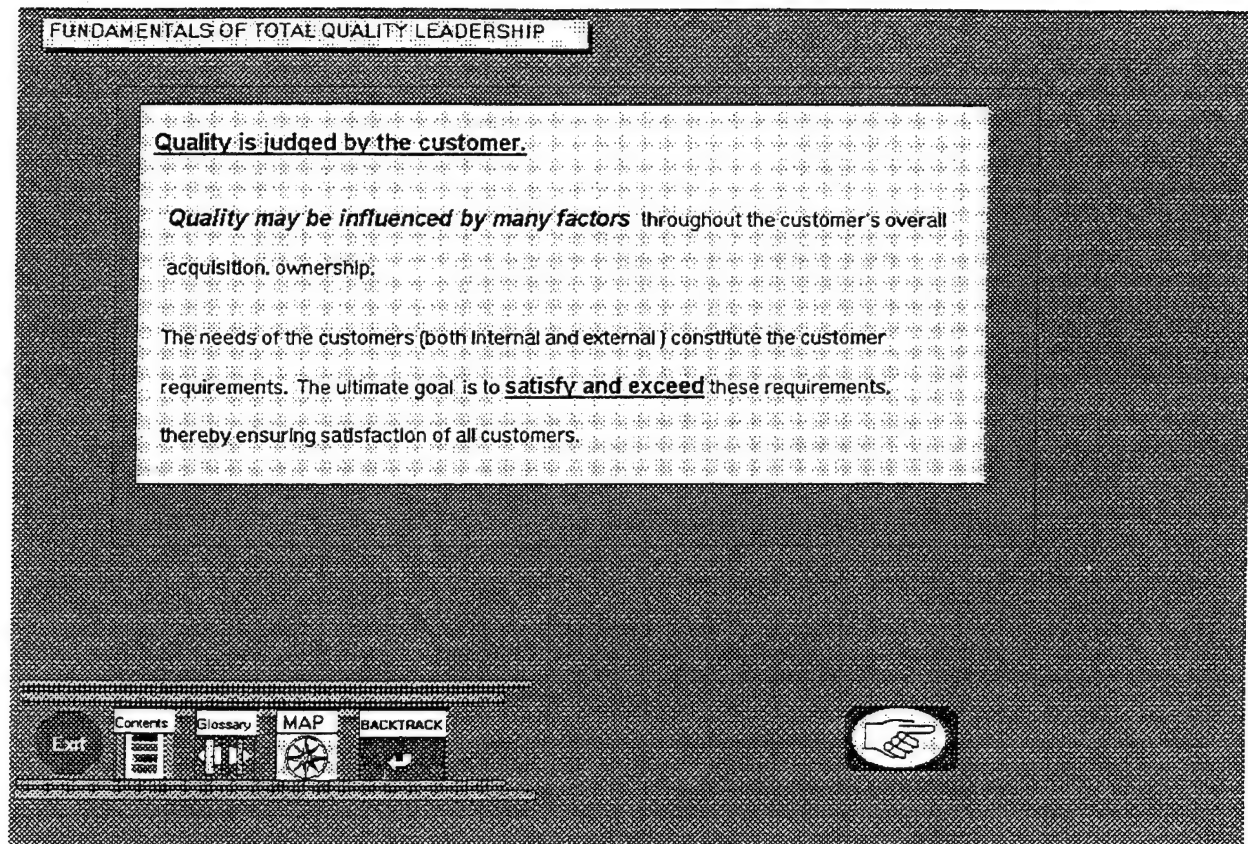 FUNDAMENTALS OF TOTAL QUALITY LEADERSHIP
Quality is judged by the customer.
Quality may be influenced by many factors throughout the customer's overall
acquisition, ownership.
The needs of the customers (both internal and external ) constitute the customer
requirements. The ultimate goal is to satisfy and exceed these requirements,
thereby ensuring satisfaction of all customers.
Exit
Contents
Glossary
MAP
BACKTRACK